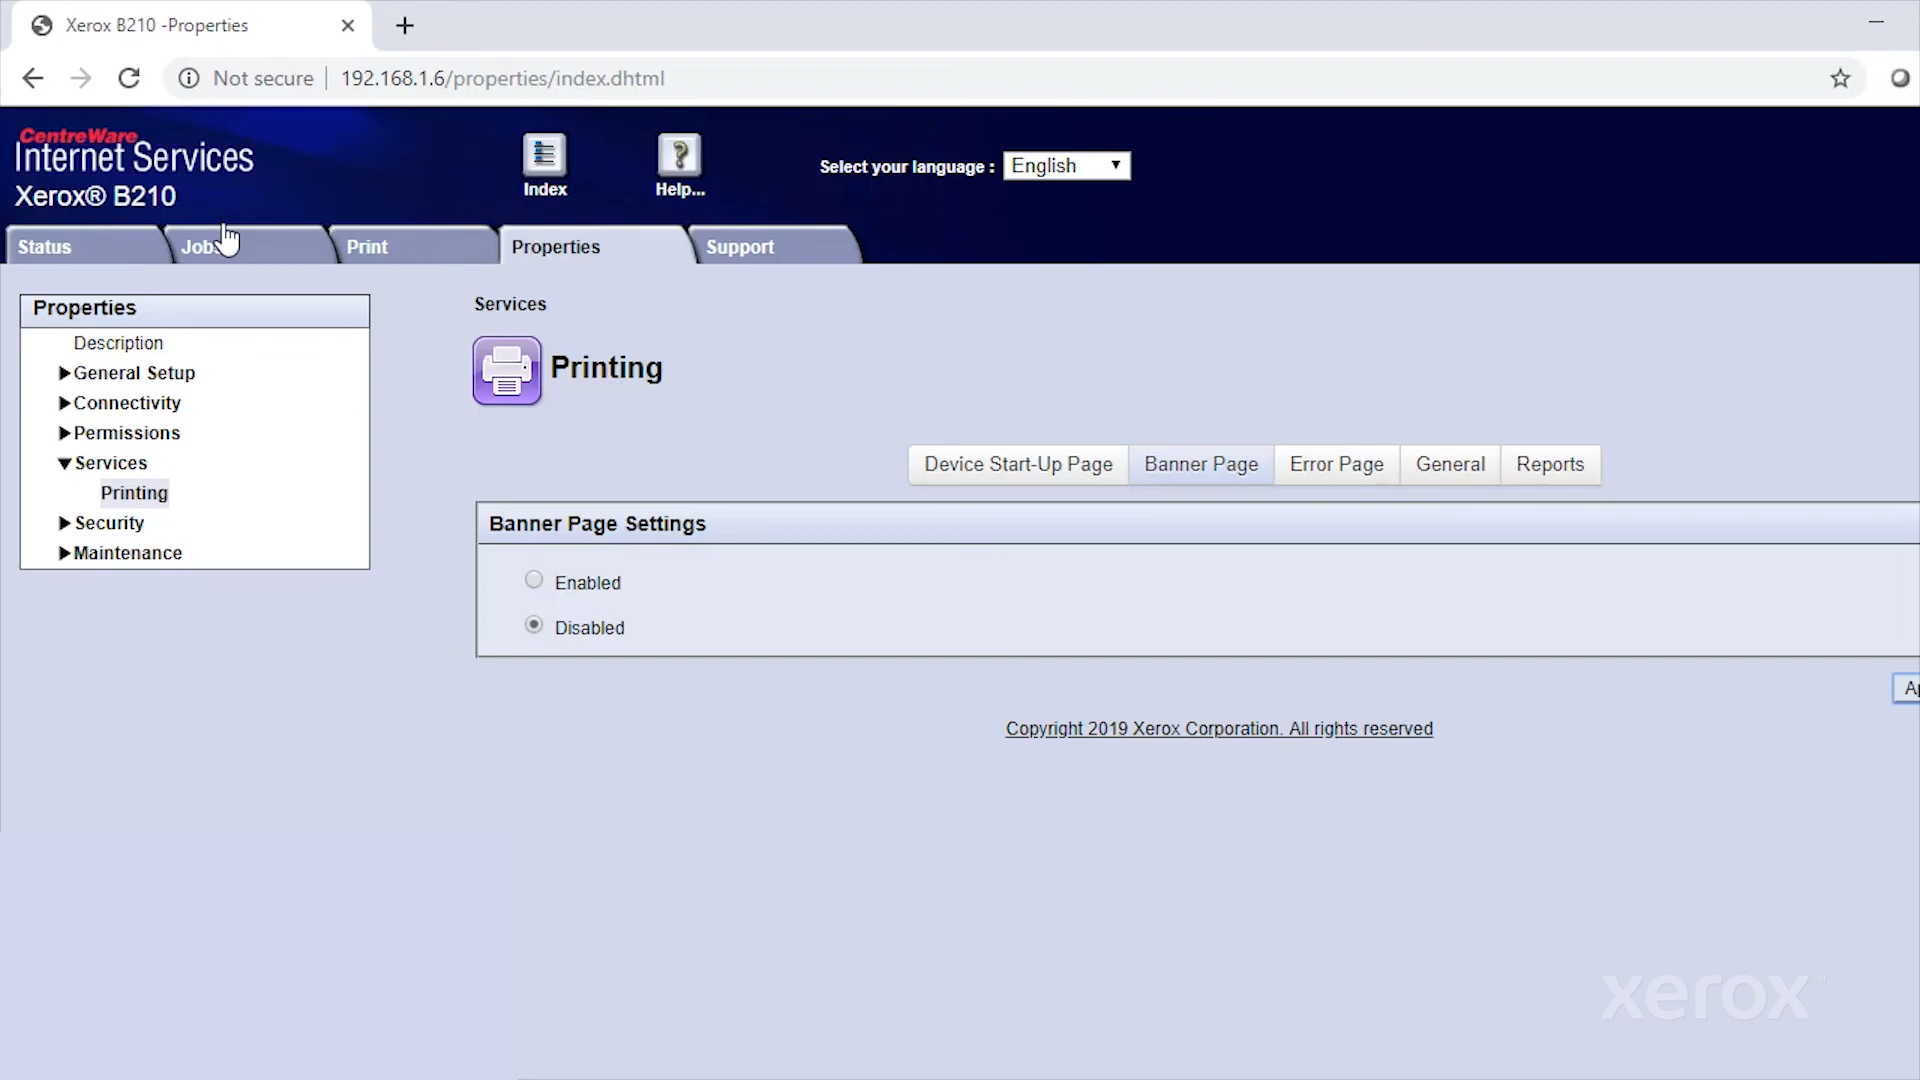 Xerox B210 -Properties
Not secure
192.168.1.6/properties/index.dhtml
CentreWare
Internet Services
Xerox® B210
Index
Help...
Select your language :
English
Status
Jobs
Print
Properties
Support
Properties
Description
General Setup
Connectivity
Permissions
Services
Printing
Security
Maintenance
Services
Printing
Device Start-Up Page
Banner Page
Error Page
General
Reports
Banner Page Settings
Enabled
Disabled
Copyright 2019 Xerox Corporation. All rights reserved
xerox™